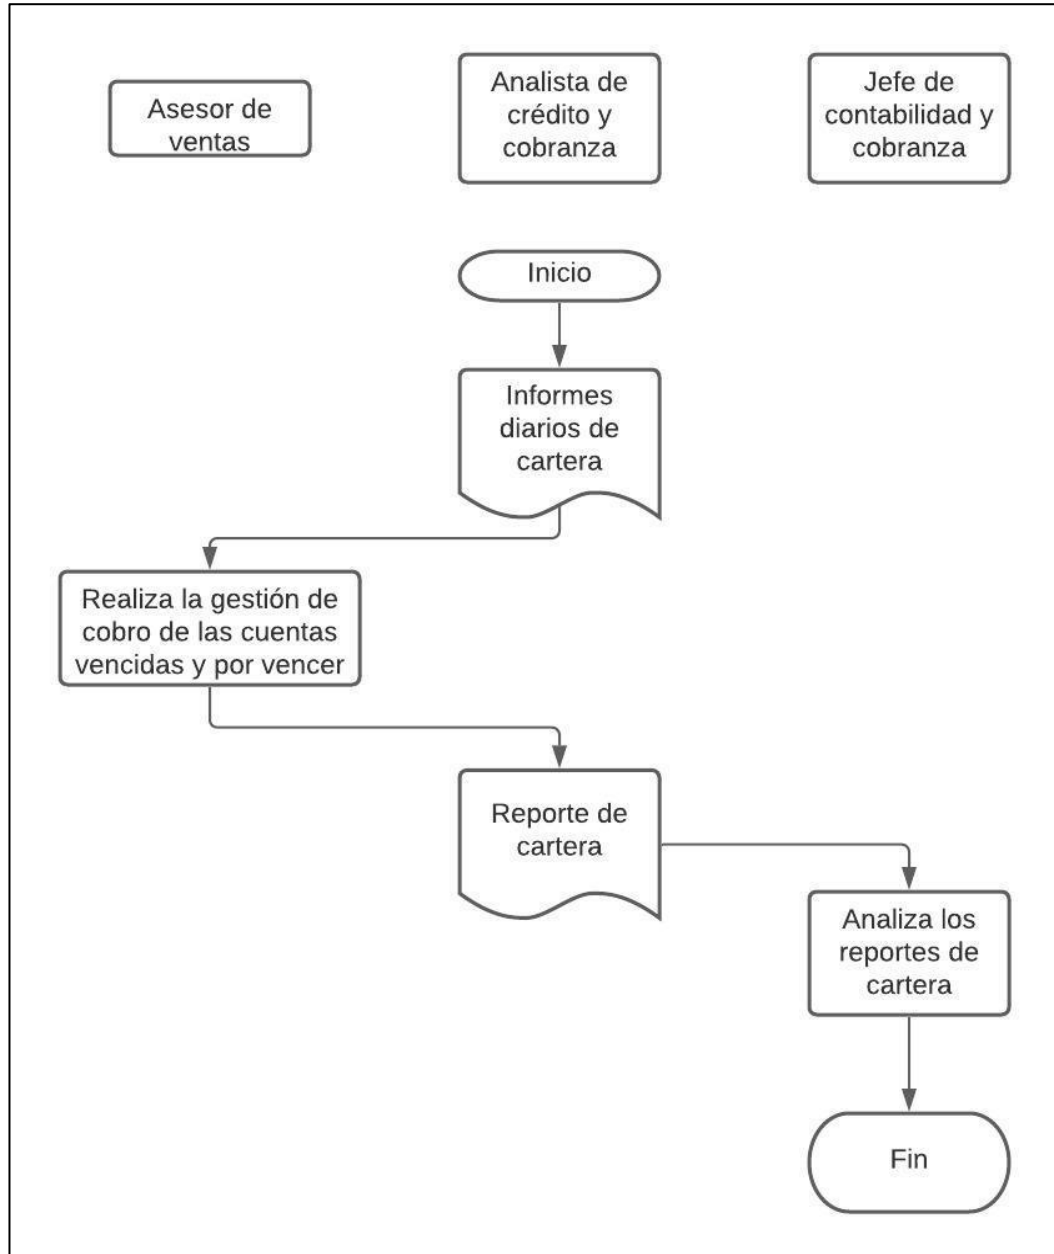 Asesor de
ventas
Analista de
crédito y
cobranza
Jefe de
contabilidad y
cobranza
Inicio
Informes
diarios de
cartera
Realiza la gestión de
cobro de las cuentas
vencidas y por vencer
Reporte de
cartera
Analiza los
reportes de
cartera
Fin